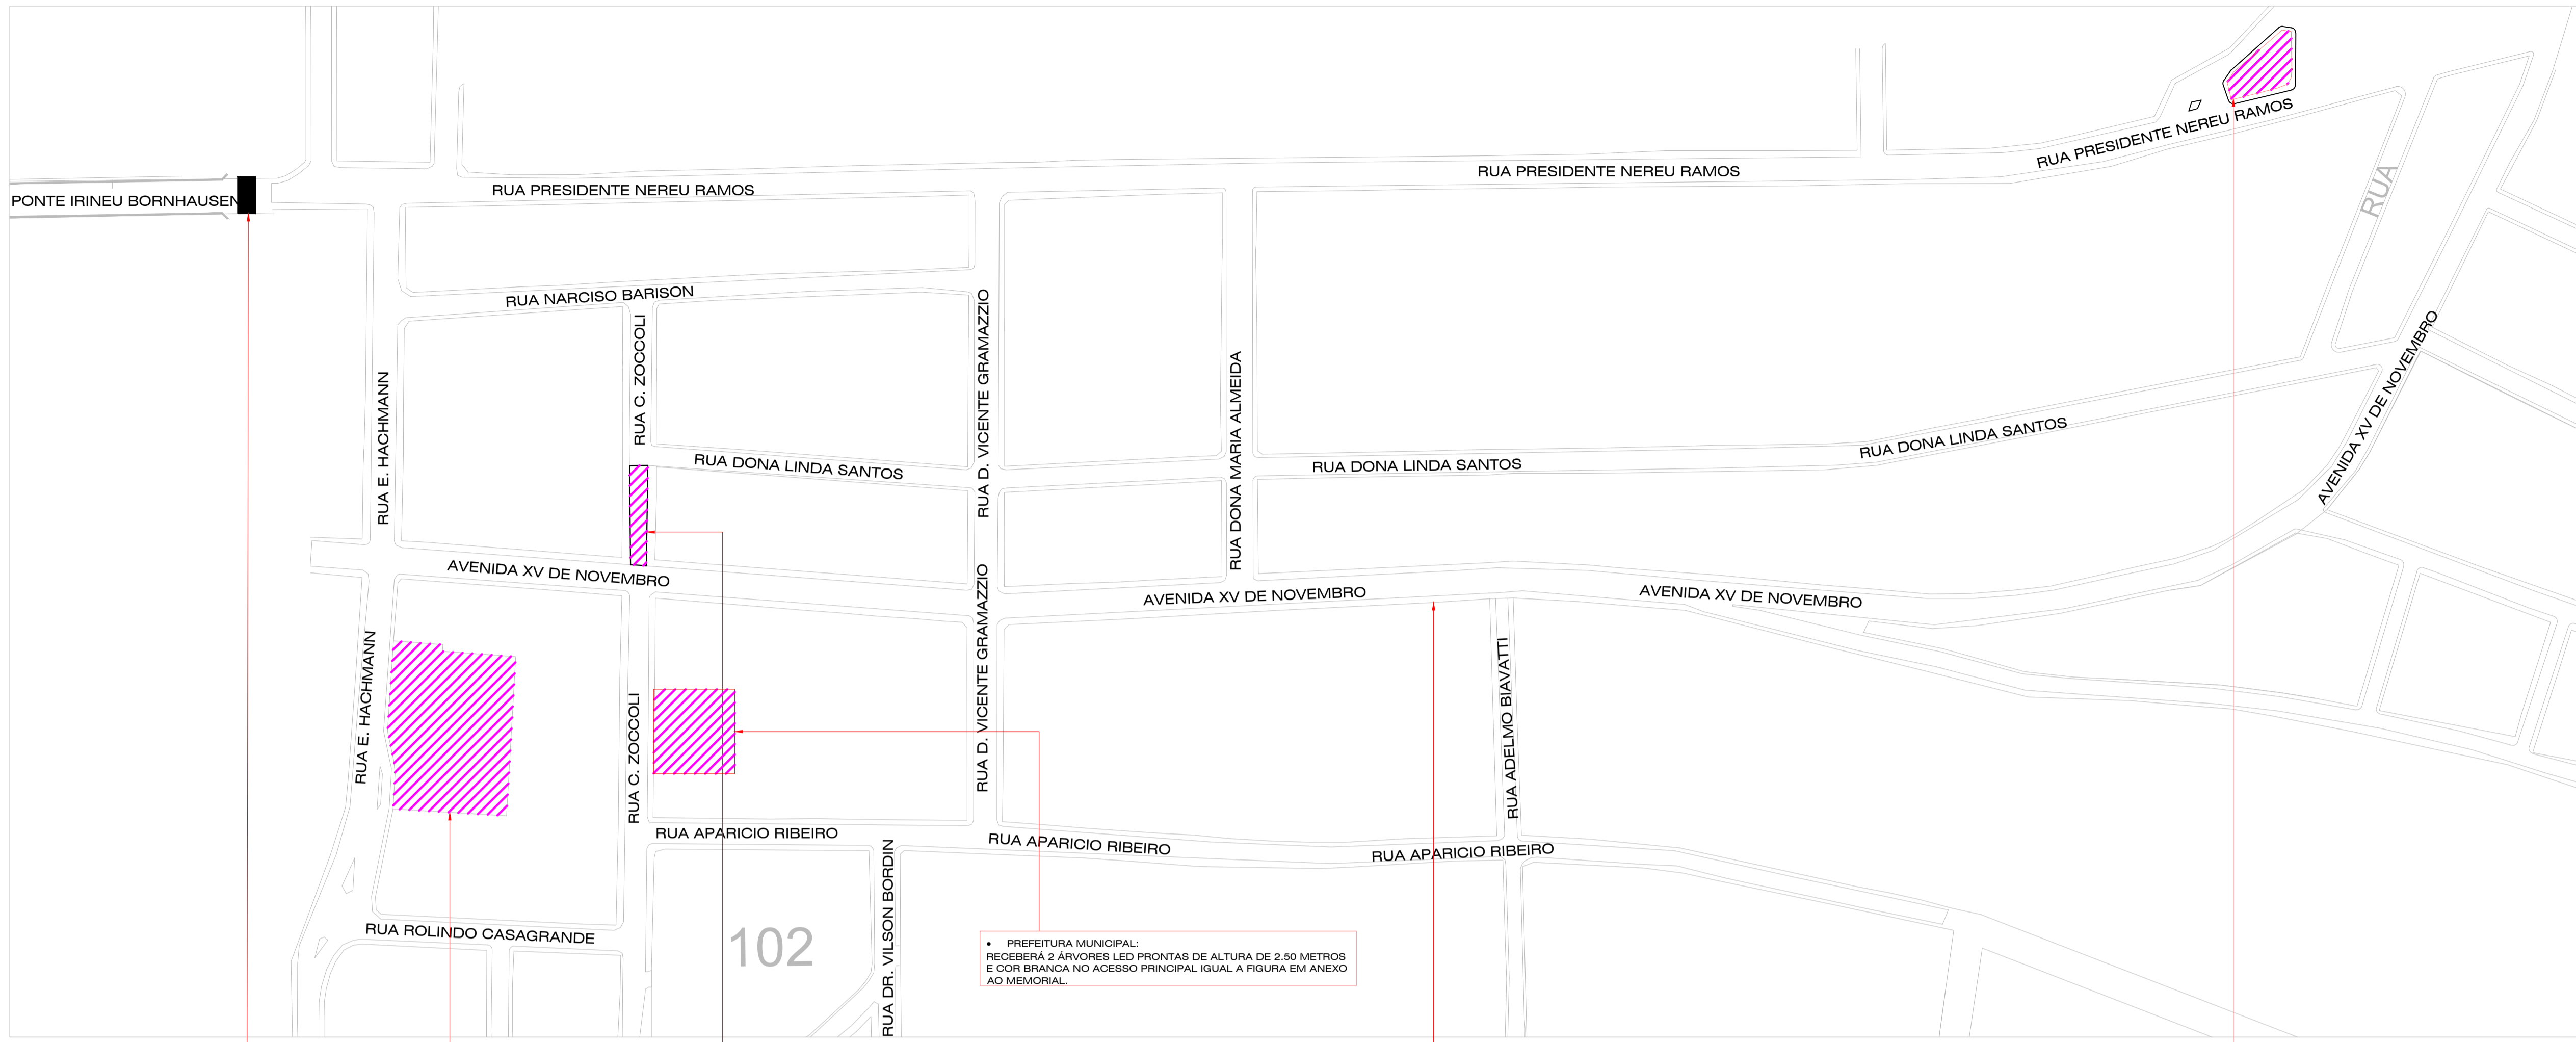 RUA PRESIDENTE NEREU RAMOS
RUA PRESIDENTE NEREU RAMOS
RUA PRESIDENTE NEREU RAMOS
PONTE IRINEU BORNHAUSEN
RUA
RUA NARCISO BARISON
RUA C. ZOCCOLI
RUA D. VICENTE GRAMAZZIO
RUA DONA MARIA ALMEIDA
RUA E. HACHMANN
AVENIDA XV DE NOVEMBRO
RUA DONA LINDA SANTOS
RUA DONA LINDA SANTOS
RUA DONA LINDA SANTOS
AVENIDA XV DE NOVEMBRO
AVENIDA XV DE NOVEMBRO
AVENIDA XV DE NOVEMBRO
RUA E. HACHMANN
RUA C. ZOCCOLI
RUA D. VICENTE GRAMAZZIO
RUA ADELMO BIAVATTI
RUA APARICIO RIBEIRO
RUA APARICIO RIBEIRO
RUA APARICIO RIBEIRO
RUA ROLINDO CASAGRANDE
102
RUA DR. VILSON BORDIN
• PREFEITURA MUNICIPAL:
RECEBERÁ 2 ÁRVORES LED PRONTAS DE ALTURA DE 2.50 METROS
E COR BRANCA NO ACESSO PRINCIPAL IGUAL A FIGURA EM ANEXO
AO MEMORIAL.